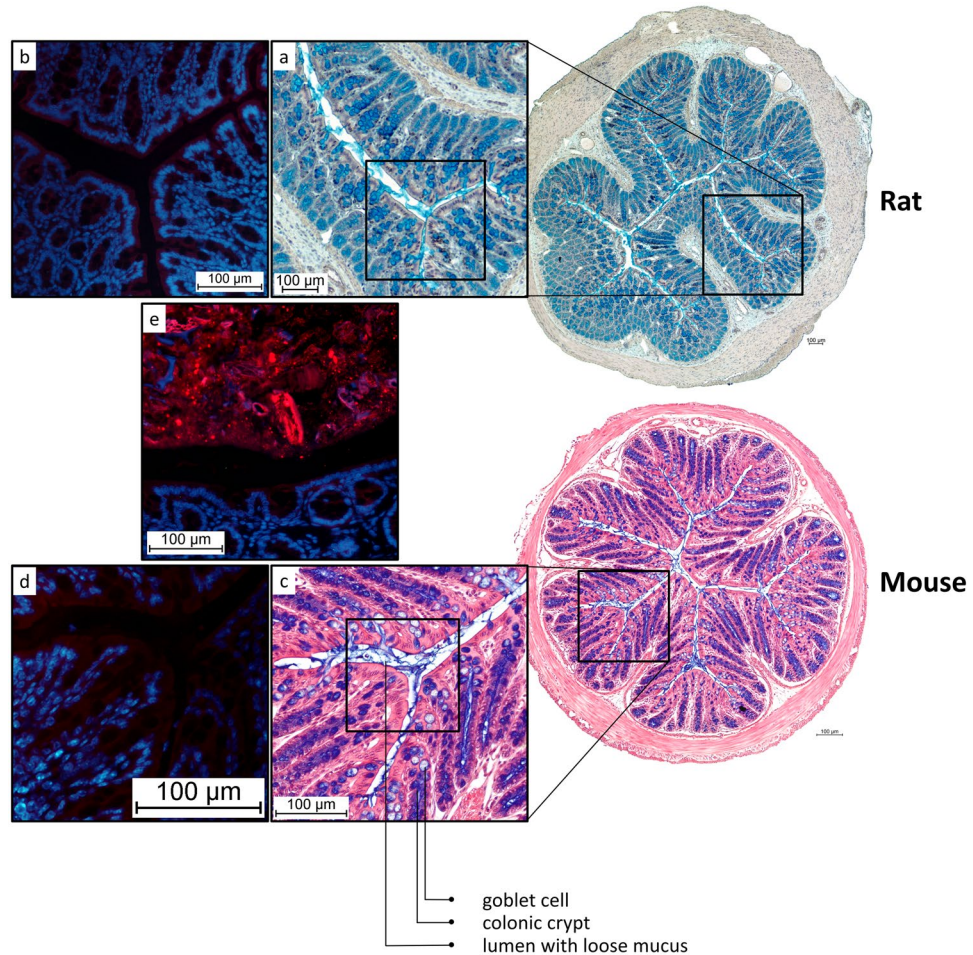 b
a
100 µm
100 µm
Rat
100 µm
e
100 µm
Mouse
d
c
100 µm
100 µm
100 µm
goblet cell
colonic crypt
lumen with loose mucus